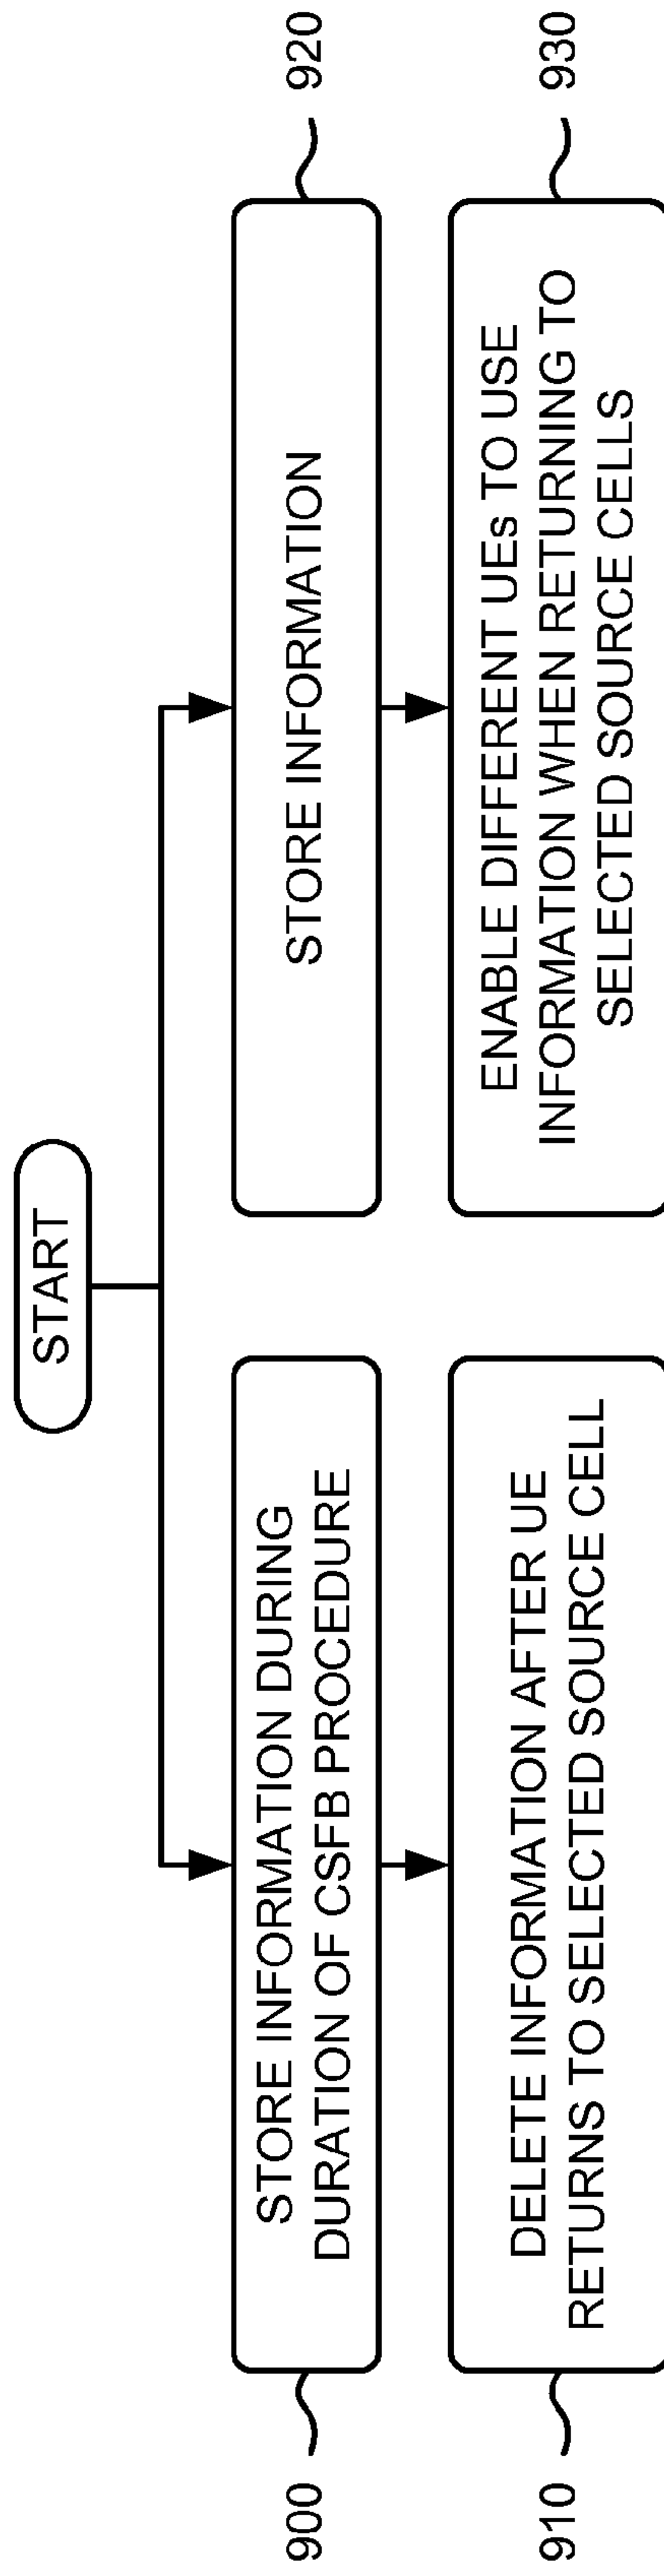 START
900
STORE INFORMATION DURING
DURATION OF CSFB PROCEDURE
STORE INFORMATION
920
910
DELETE INFORMATION AFTER UE
RETURNS TO SELECTED SOURCE CELL
ENABLE DIFFERENT UEs TO USE
INFORMATION WHEN RETURNING TO
SELECTED SOURCE CELLS
930